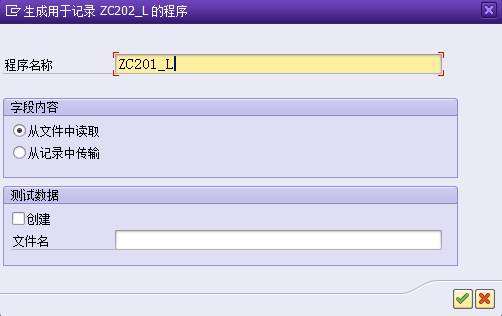 生成用于记录 ZC202_L 的程序
程序名称 ZC201_L
字段内容
从文件中读取
从记录中传输
测试数据
创建
文件名